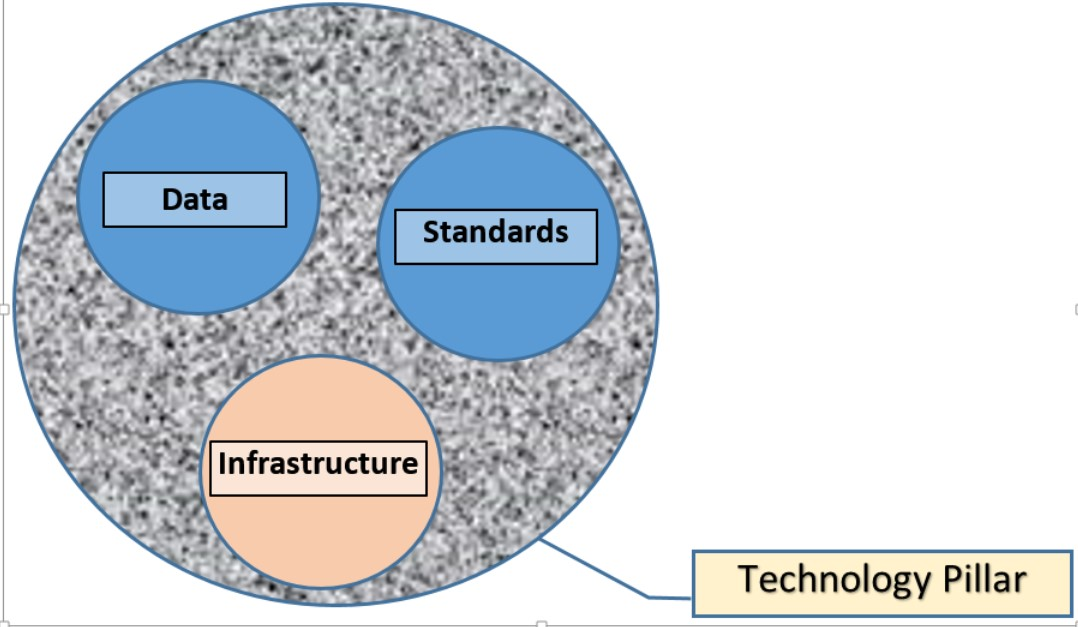 Data
Standards
Infrastructure
Technology Pillar